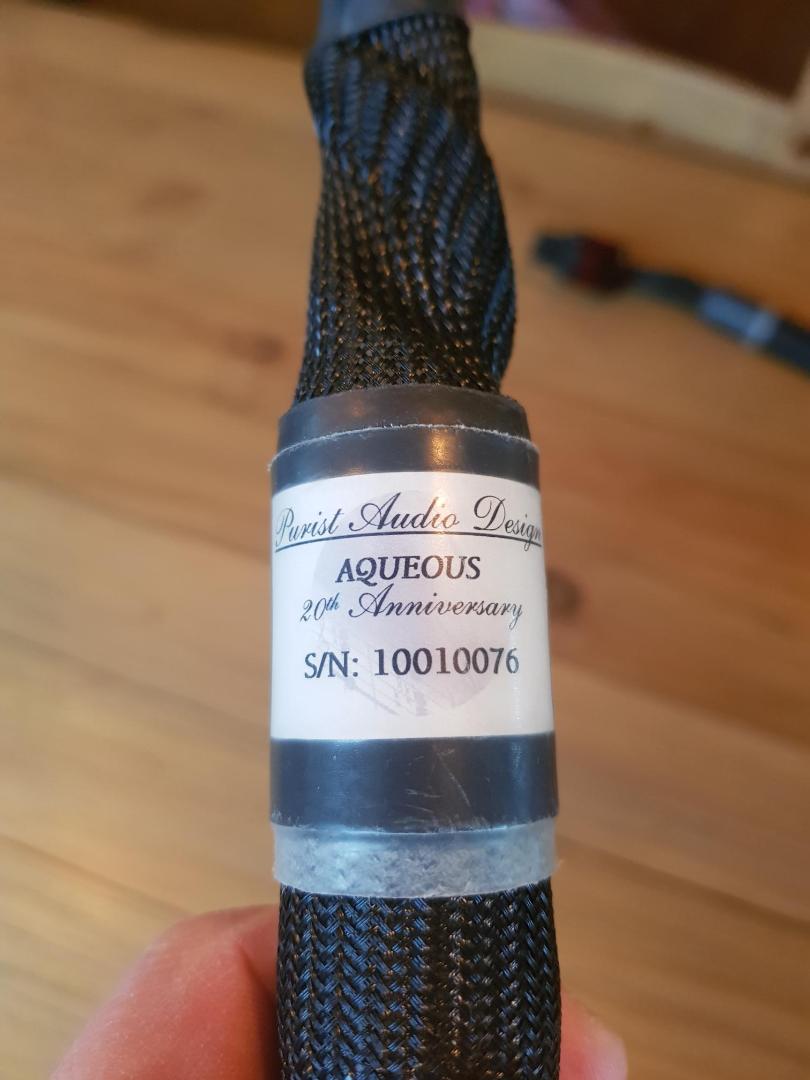 Purist Audio Design
AQUEOUS
20th Anniversary
S/N: 10010076